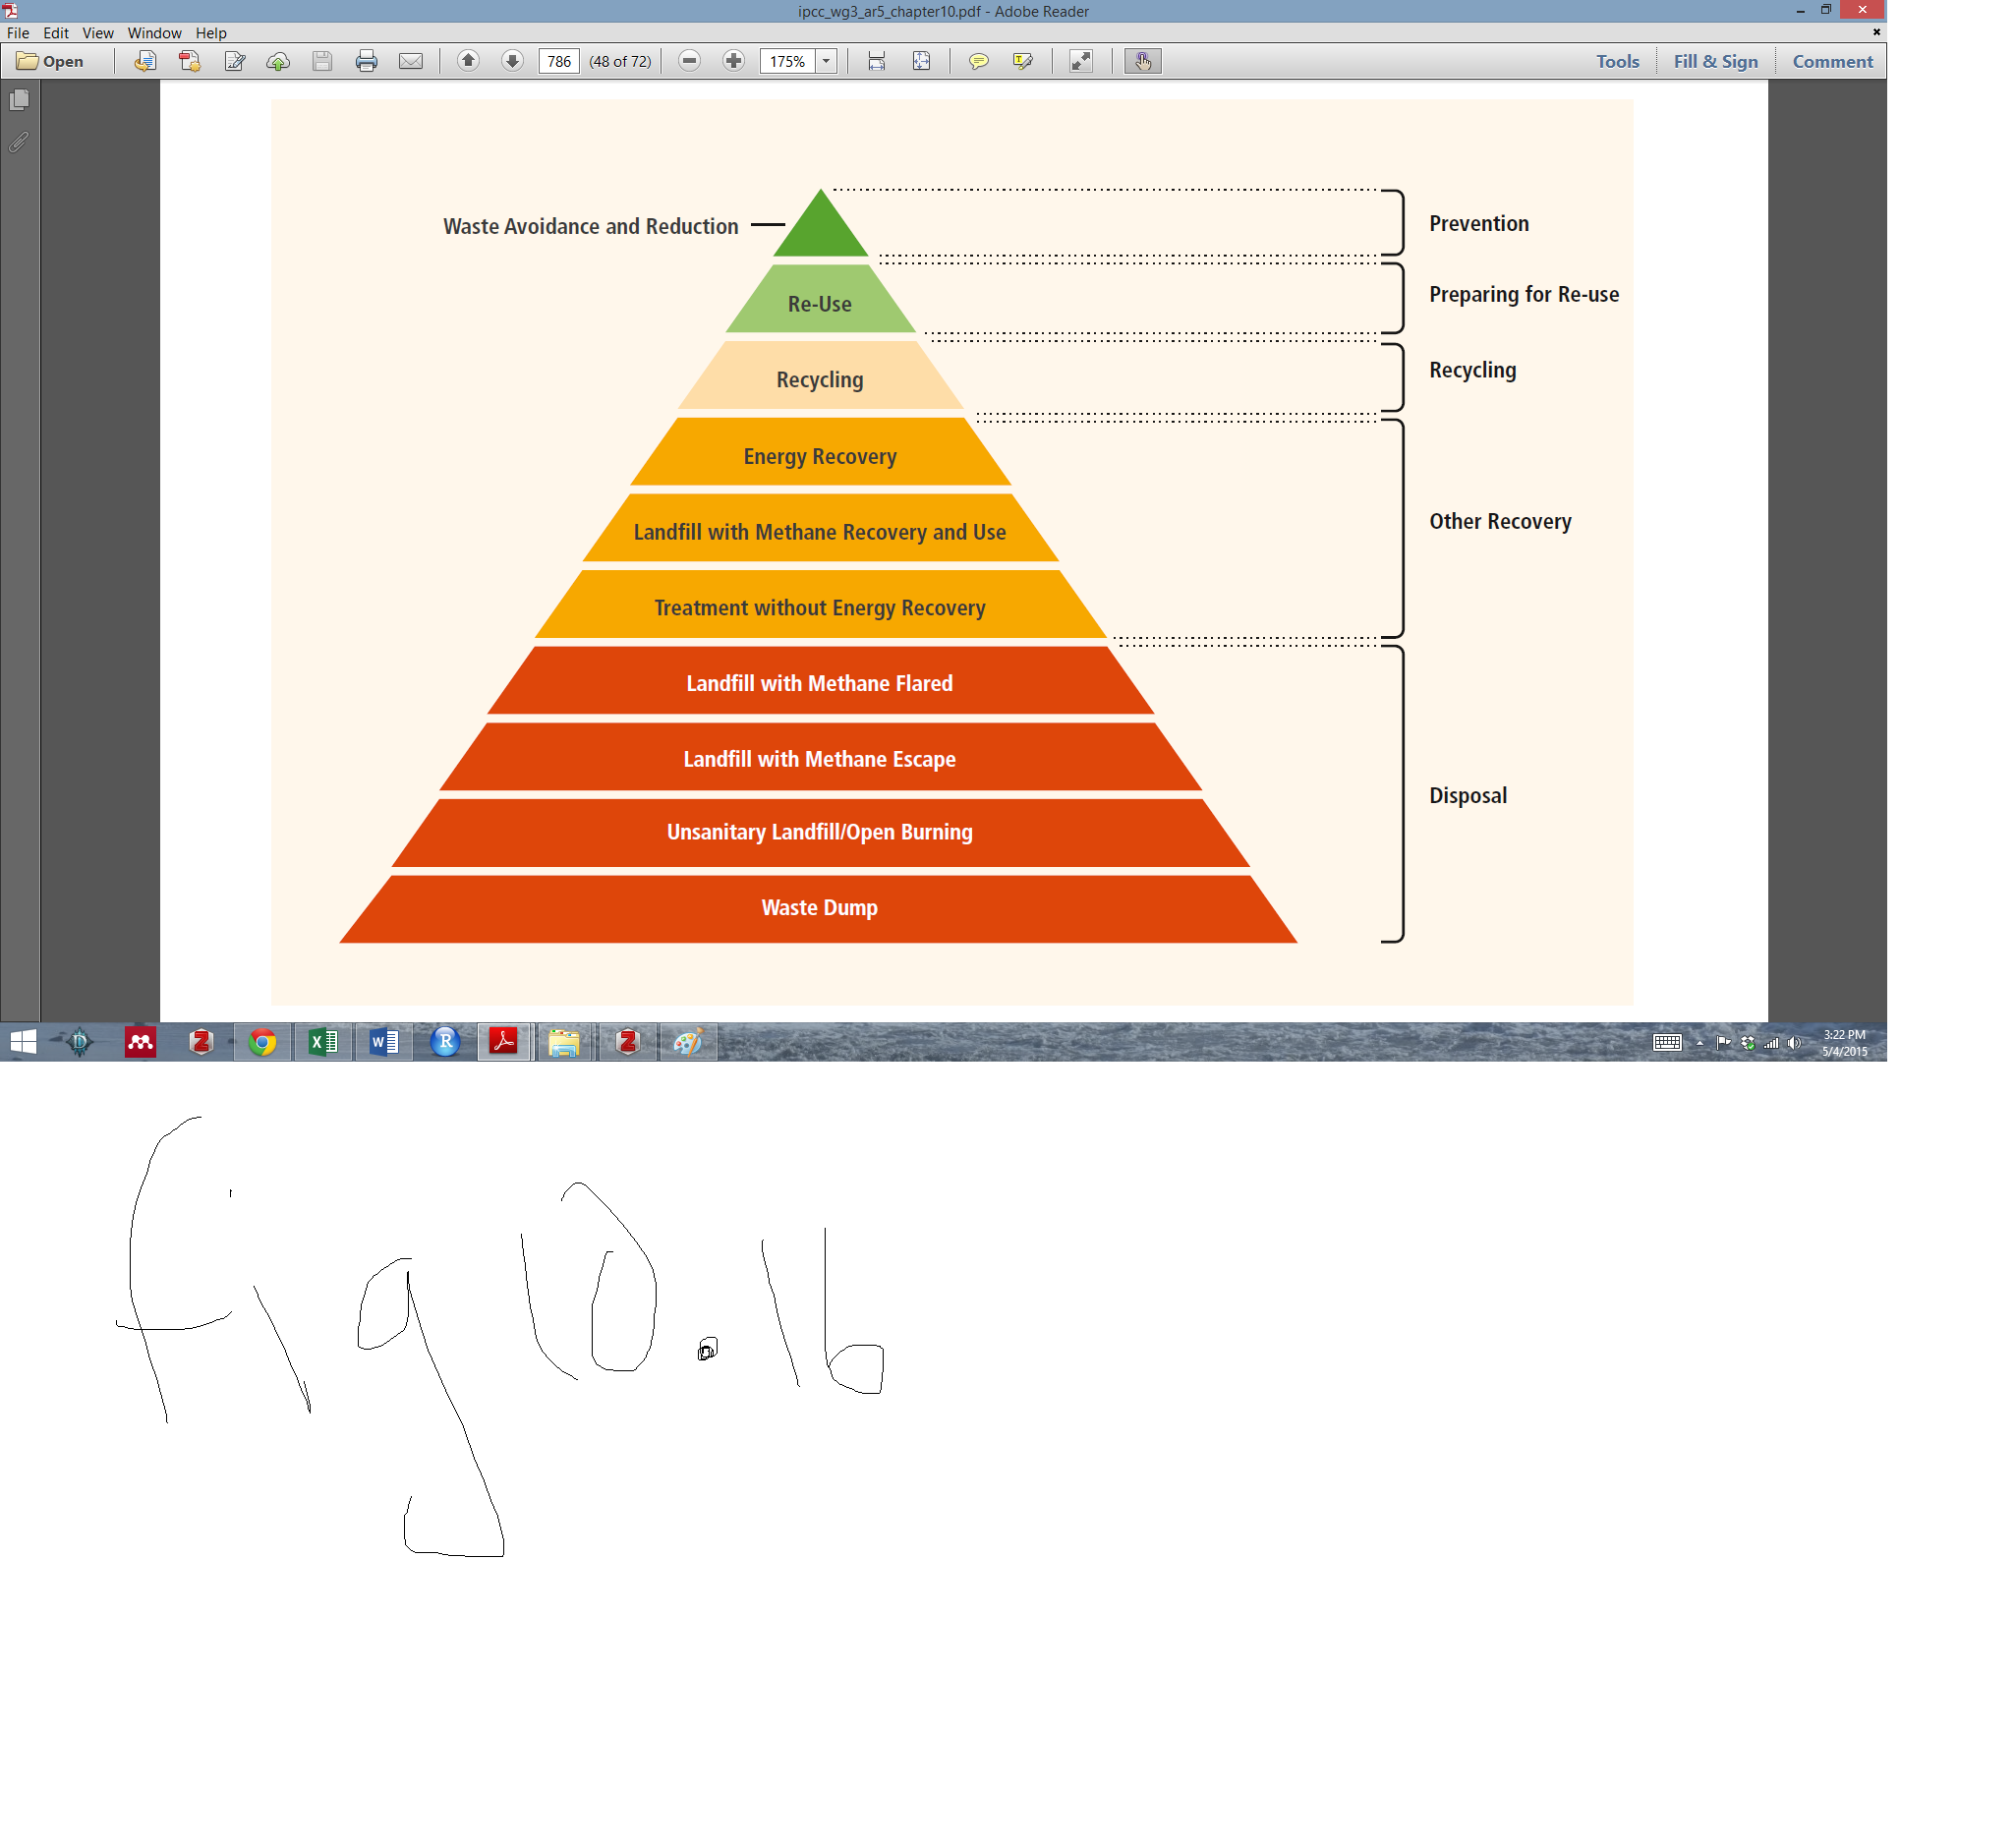 ipcc_wg3_ar5_chapter10.pdf - Adobe Reader
File Edit View Window Help
Open 786 (48 of 72) 175% Tools Fill & Sign Comment
Waste Avoidance and Reduction Prevention
Re-Use Preparing for Re-use
Recycling Recycling
Energy Recovery
Landfill with Methane Recovery and Use Other Recovery
Treatment without Energy Recovery
Landfill with Methane Flared
Landfill with Methane Escape
Disposal
Unsanitary Landfill/Open Burning
Waste Dump
3:22 PM
5/4/2015
fig 10.16